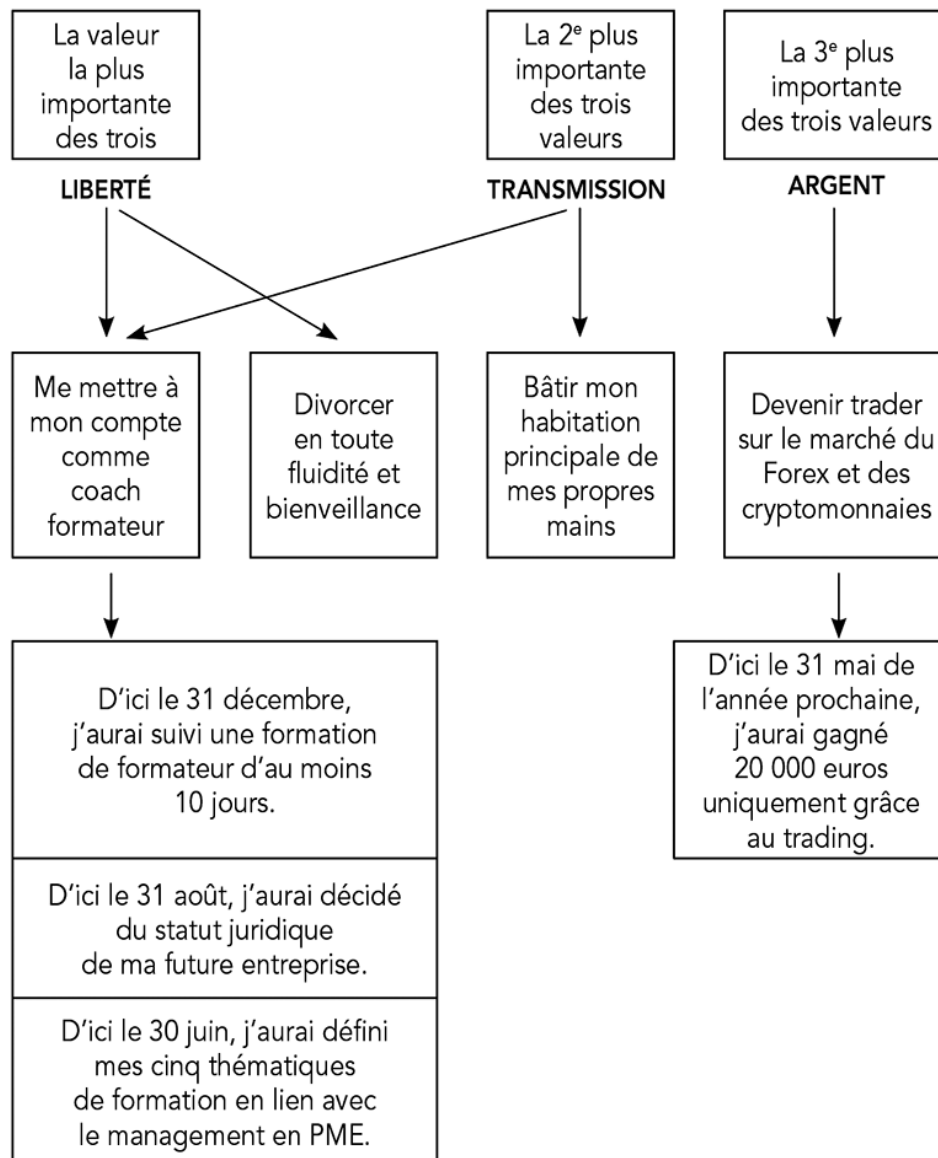 La valeur
la plus
importante
des trois
La 2e plus
importante
des trois
valeurs
La 3e plus
importante
des trois valeurs
LIBERTÉ
TRANSMISSION
ARGENT
Me mettre à
mon compte
comme
coach
formateur
Divorcer
en toute
fluidité et
bienveillance
Bâtir mon
habitation
principale de
mes propres
mains
Devenir trader
sur le marché du
Forex et des
cryptomonnaies
D’ici le 31 décembre,
j’aurai suivi une formation
de formateur d’au moins
10 jours.
D’ici le 31 août, j’aurai décidé
du statut juridique
de ma future entreprise.
D’ici le 30 juin, j’aurai défini
mes cinq thématiques
de formation en lien avec
le management en PME.
D’ici le 31 mai de
l’année prochaine,
j’aurai gagné
20 000 euros
uniquement grâce
au trading.